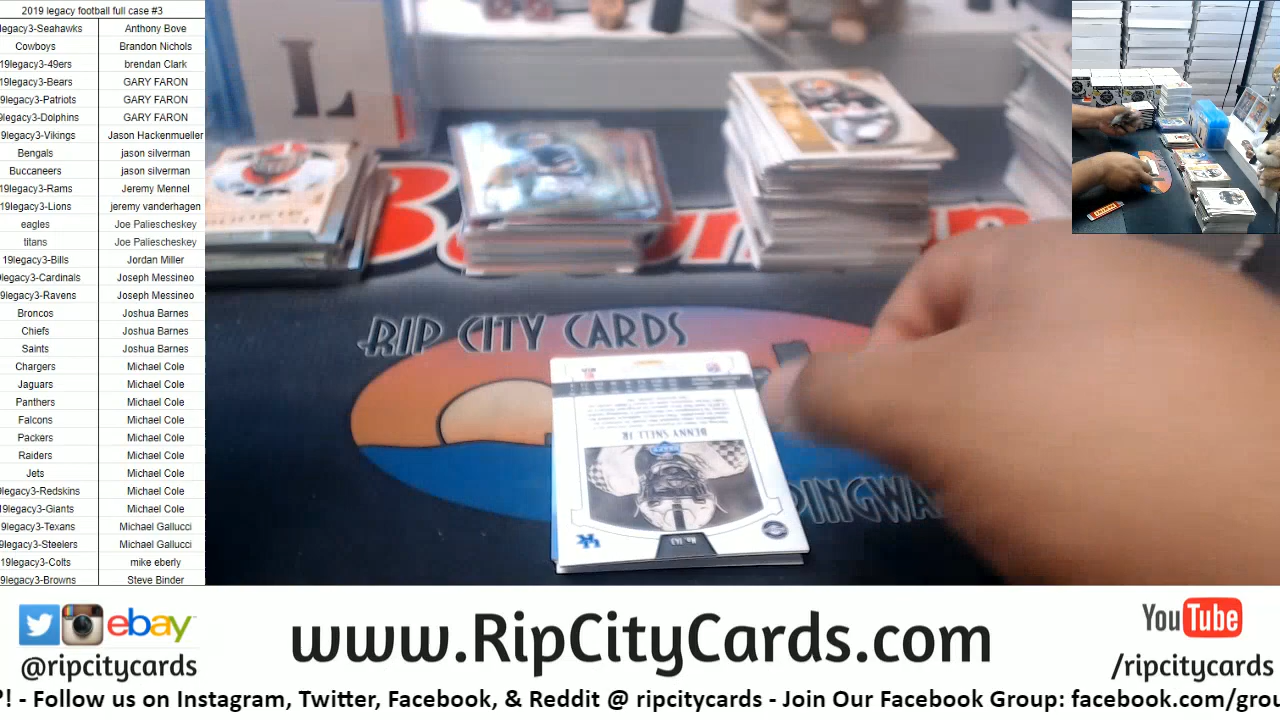 2019 legacy football full case #3
legacy3-Seahawks Anthony Bove
Cowboys Brandon Nichols
19legacy3-49ers brendan Clark
19legacy3-Bears GARY FARON
19legacy3-Patriots GARY FARON
9legacy3-Dolphins GARY FARON
9legacy3-Vikings Jason Hackenmueller
Bengals jason silverman
Buccaneers jason silverman
19legacy3-Rams Jeremy Mennel
19legacy3-Lions jeremy vanderhagen
eagles Joe Paliescheskey
titans Joe Paliescheskey
19legacy3-Bills Jordan Miller
legacy3-Cardinals Joseph Messineo
9legacy3-Ravens Joseph Messineo
Broncos Joshua Barnes
Chiefs Joshua Barnes
Saints Joshua Barnes
Chargers Michael Cole
Jaguars Michael Cole
Panthers Michael Cole
Falcons Michael Cole
Packers Michael Cole
Raiders Michael Cole
Jets Michael Cole
legacy3-Redskins Michael Cole
9legacy3-Giants Michael Cole
9legacy3-Texans Michael Gallucci
9legacy3-Steelers Michael Gallucci
19legacy3-Colts mike eberly
9legacy3-Browns Steve Binder
L
RIP CITY CARDS
PINGWA
BENNY SNELL JR
No. 143
UK
ebay
@ripcitycards
www.RipCityCards.com
YouTube
/ripcitycards
P! - Follow us on Instagram, Twitter, Facebook, & Reddit @ ripcitycards - Join Our Facebook Group: facebook.com/grou